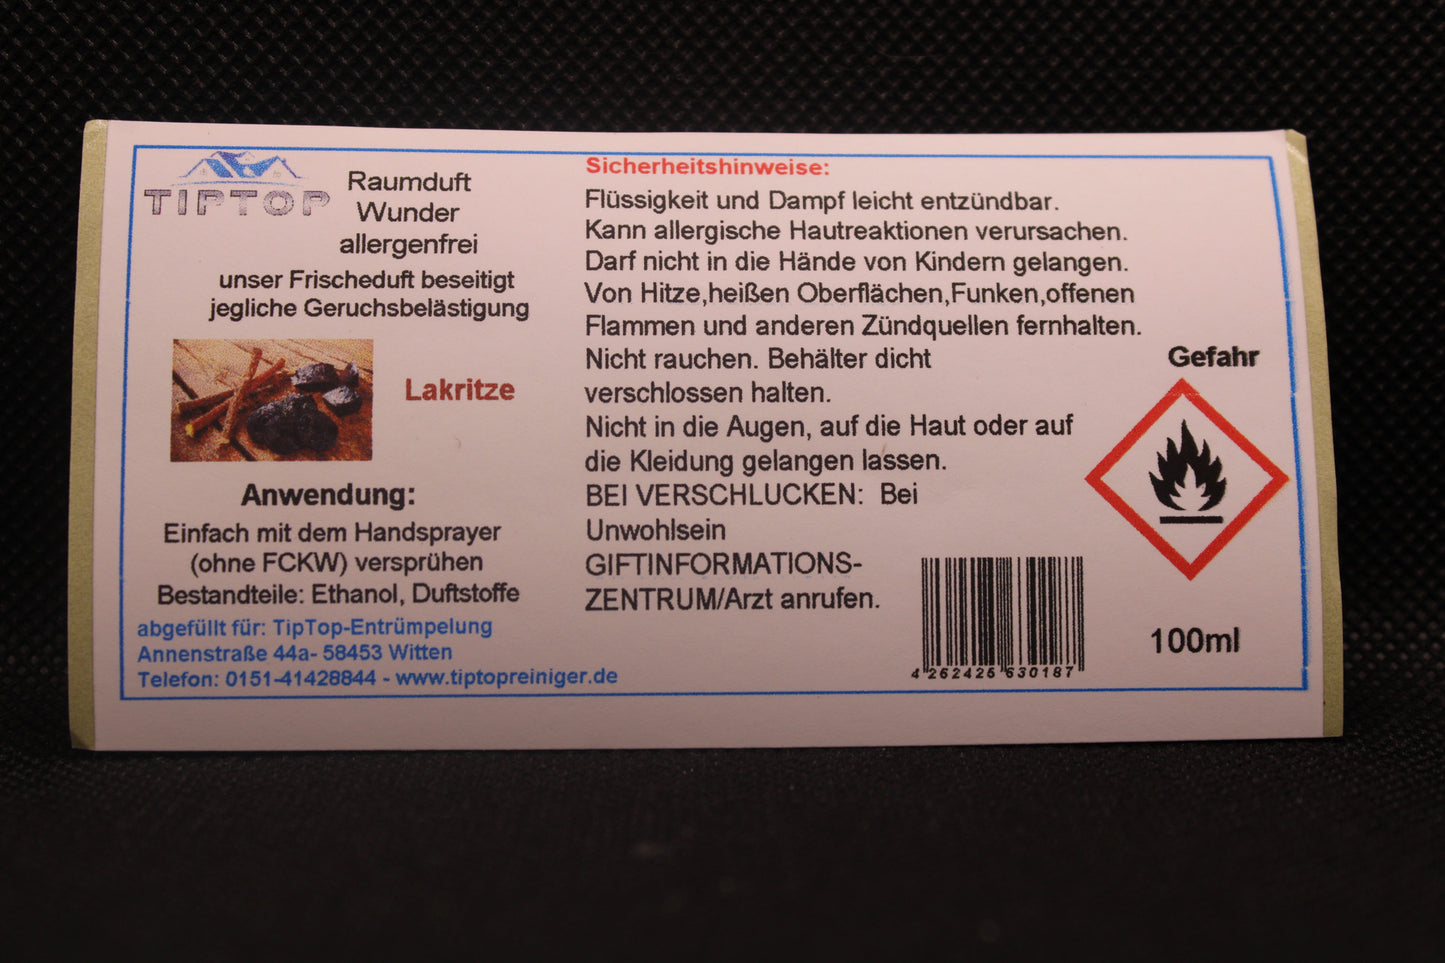 TIPTOP
Raumduft
Wunder
allergenfrei
unser Frischeduft beseitigt
jegliche Geruchsbelästigung
Lakritze
Anwendung:
Einfach mit dem Handsprayer
(ohne FCKW) versprühen
Bestandteile: Ethanol, Duftstoffe
abgefüllt für: TipTop-Entrümpelung
Annenstraße 44a- 58453 Witten
Telefon: 0151-41428844 - www.tiptopreiniger.de
Sicherheitshinweise:
Flüssigkeit und Dampf leicht entzündbar.
Kann allergische Hautreaktionen verursachen.
Darf nicht in die Hände von Kindern gelangen.
Von Hitze,heißen Oberflächen,Funken,offenen
Flammen und anderen Zündquellen fernhalten.
Nicht rauchen. Behälter dicht
verschlossen halten.
Nicht in die Augen, auf die Haut oder auf
die Kleidung gelangen lassen.
BEI VERSCHLUCKEN: Bei
Unwohlsein
GIFTINFORMATIONS-
ZENTRUM/Arzt anrufen.
Gefahr
100ml
4 262425 630187